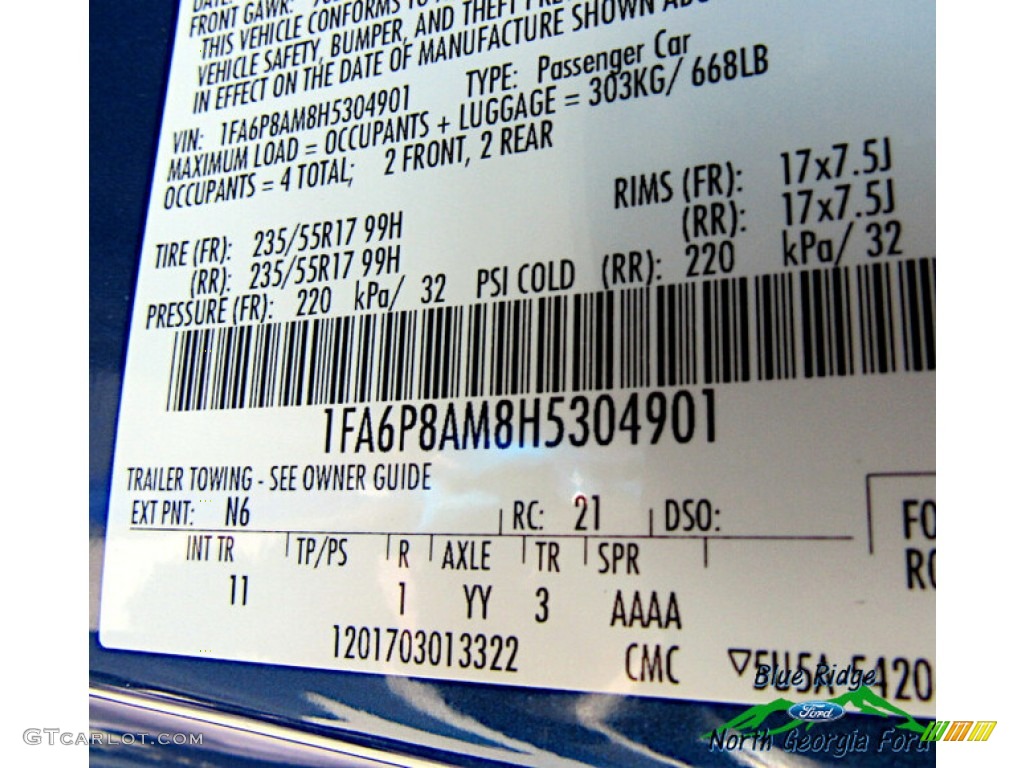 FRONT GAWR:
THIS VEHICLE CONFORMS TO
VEHICLE SAFETY, BUMPER, AND THEFT
IN EFFECT ON THE DATE OF MANUFACTURE SHOWN
VIN: 1FA6P8AM8H5304901 TYPE: Passenger Car
MAXIMUM LOAD = OCCUPANTS + LUGGAGE = 303KG/ 668LB
OCCUPANTS = 4 TOTAL; 2 FRONT, 2 REAR
TIRE (FR): 235/55R17 99H RIMS (FR): 17x7.5J
(RR): 235/55R17 99H (RR): 17x7.5J
PRESSURE (FR): 220 kPa/ 32 PSI COLD (RR): 220 kPa/ 32
1FA6P8AM8H5304901
TRAILER TOWING - SEE OWNER GUIDE
EXT PNT: N6 RC: 21 DSO:
INT TR TP/PS R AXLE TR SPR
11 1 YY 3 AAAA
1201703013322 CMC 5U5A-5420
Blue Ridge
Ford
North Georgia Ford
GTCARLOT.COM